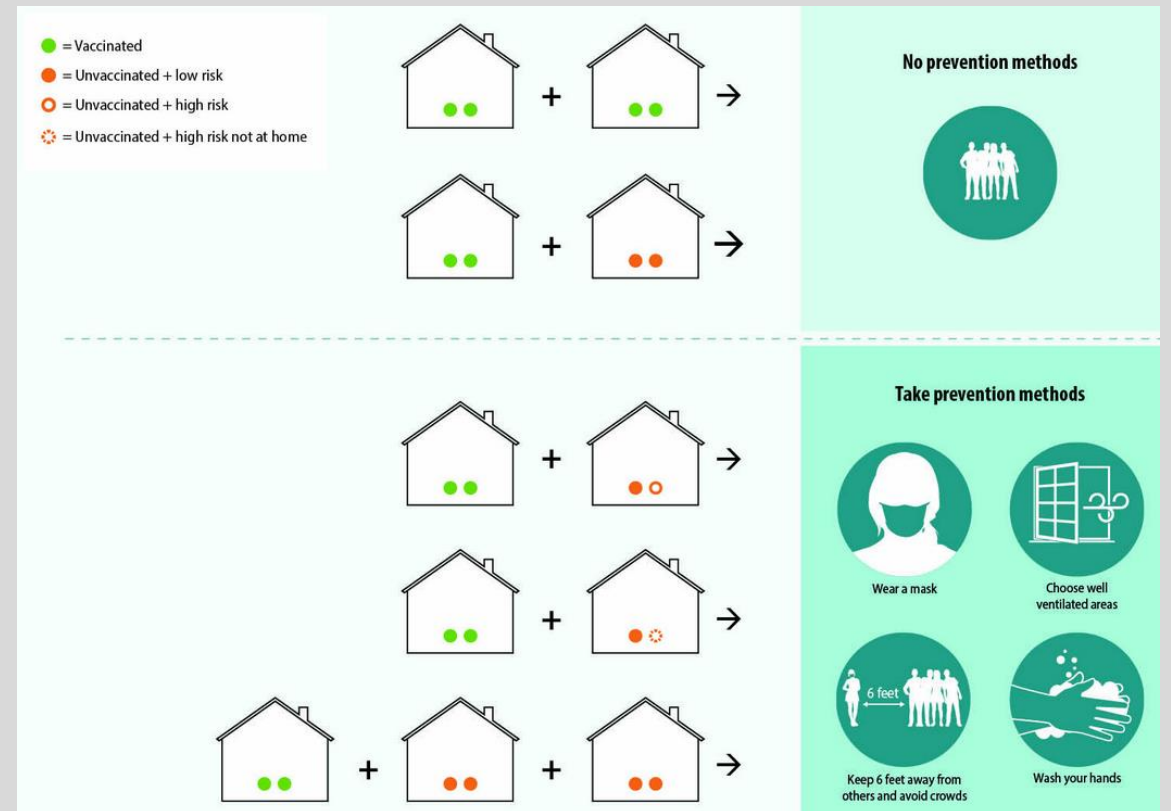 = Vaccinated
= Unvaccinated + low risk
= Unvaccinated + high risk
= Unvaccinated + high risk not at home
+
+
No prevention methods
+
+
+ +
Take prevention methods
Wear a mask
Choose well
ventilated areas
6 feet
Keep 6 feet away from
others and avoid crowds
Wash your hands